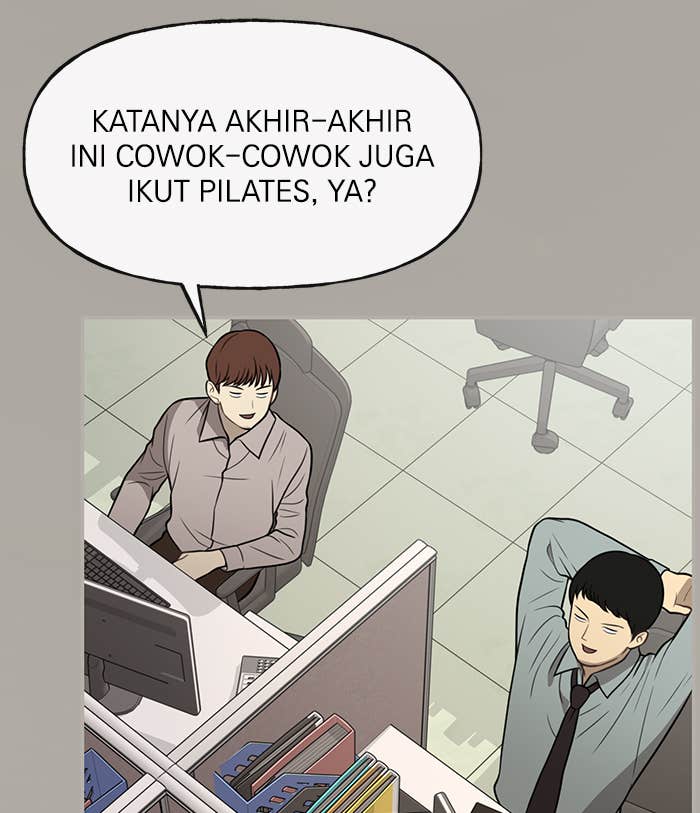 KATANYA AKHIR-AKHIR
INI COWOK-COWOK JUGA
IKUT PILATES, YA?